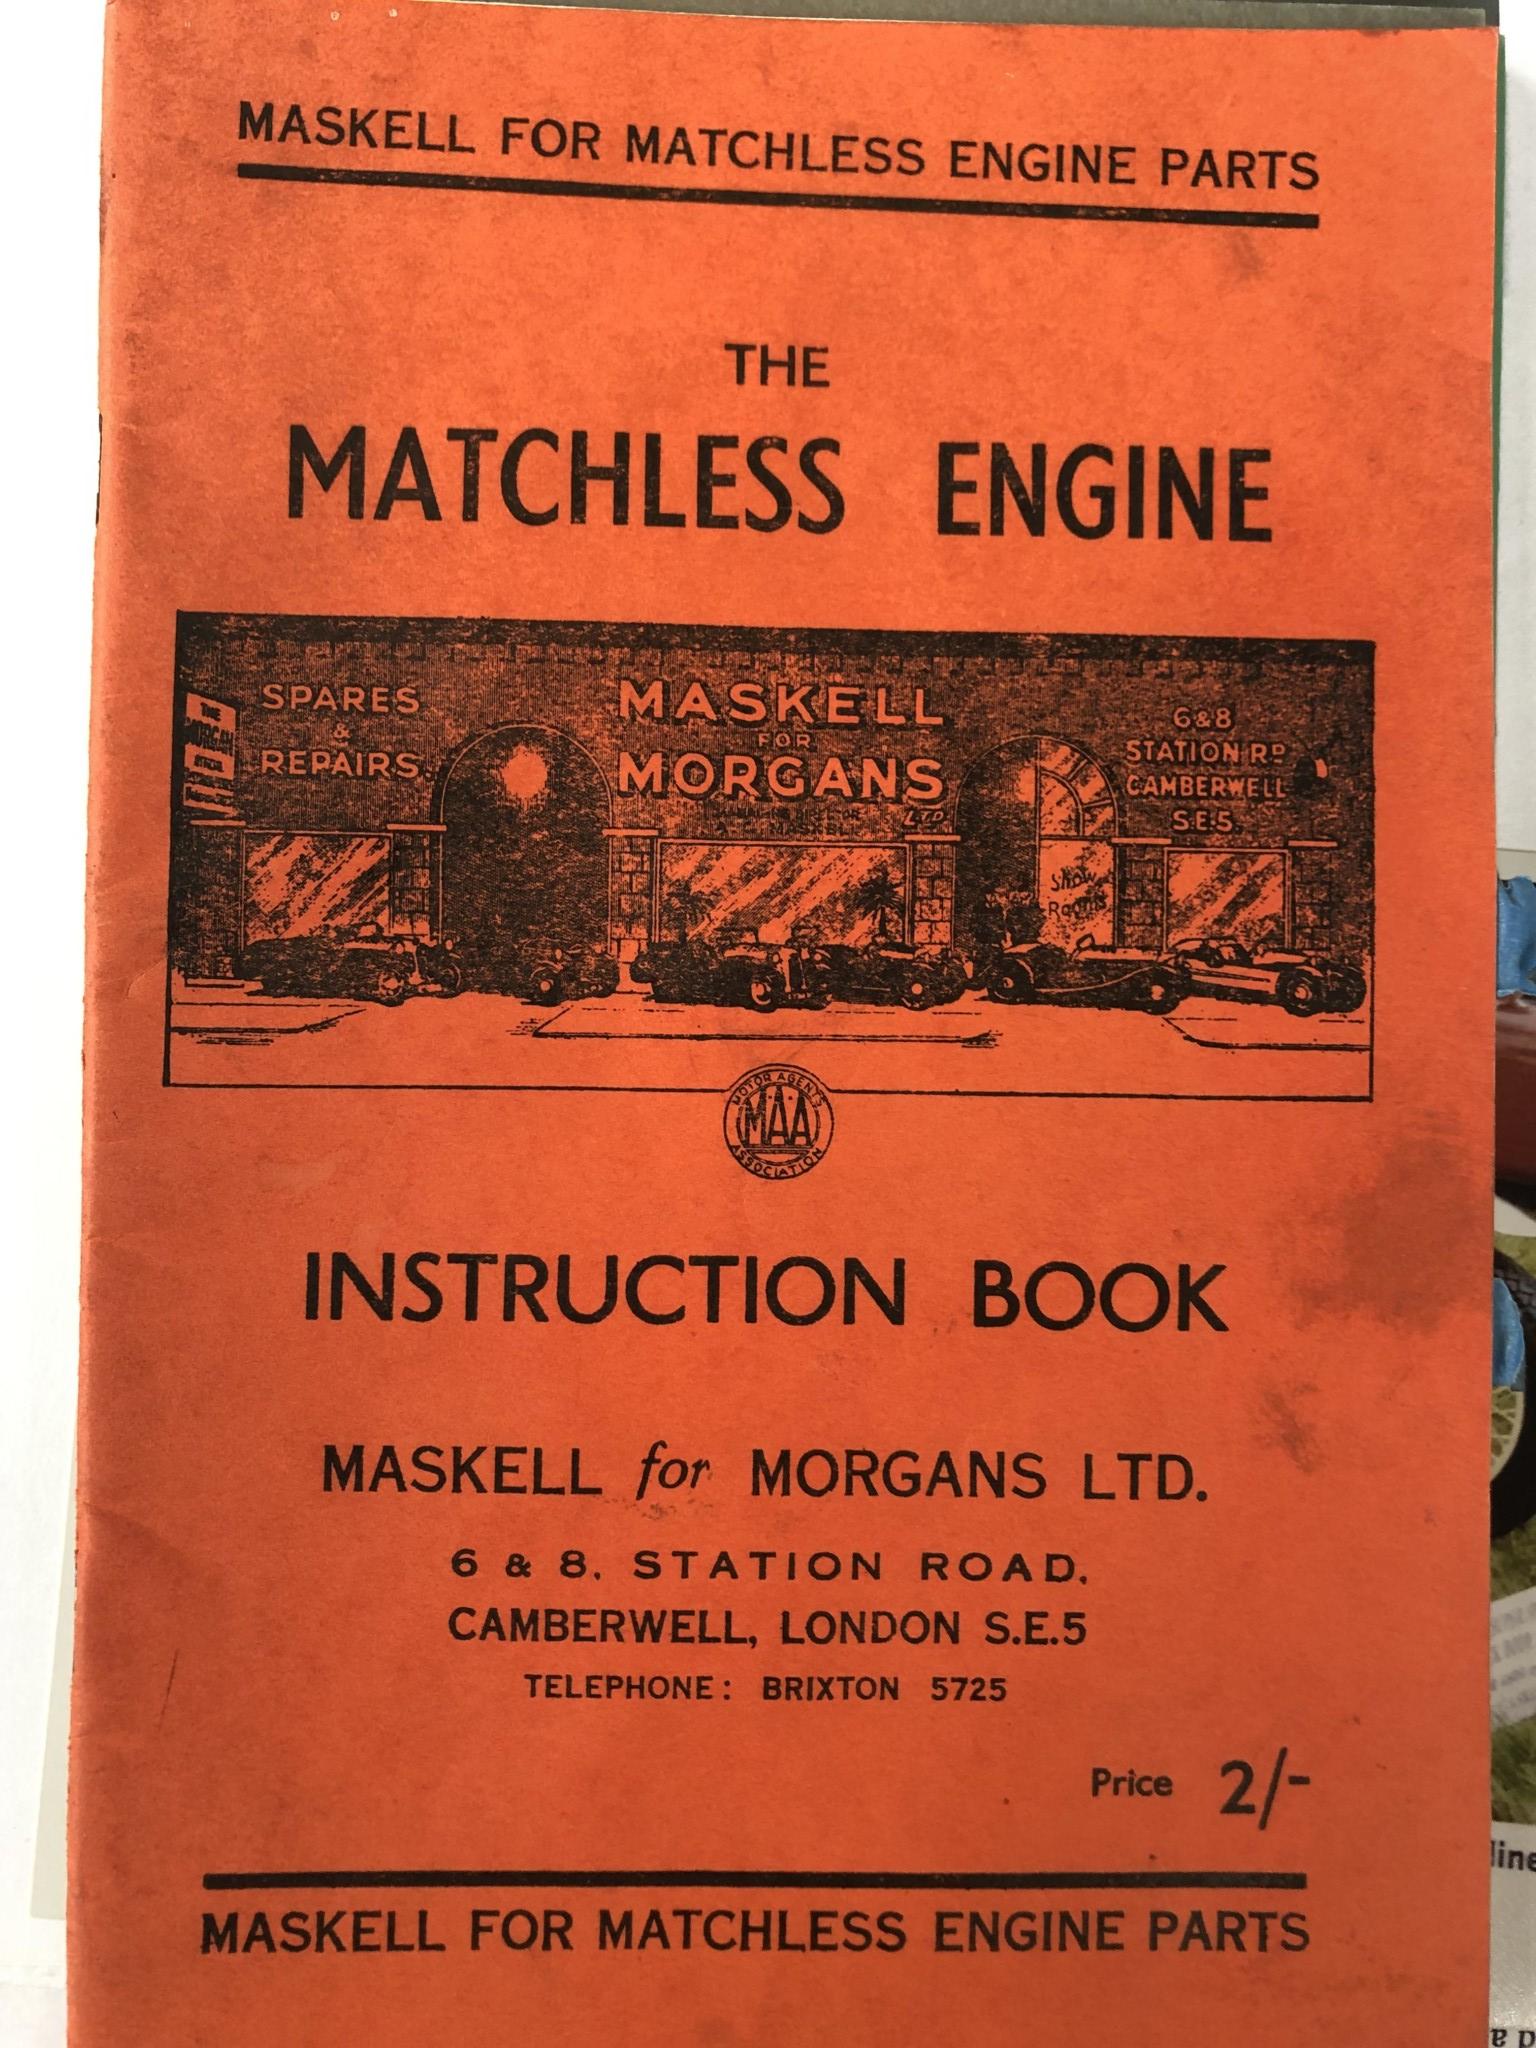 MASKELL FOR MATCHLESS ENGINE PARTS
THE
MATCHLESS ENGINE
SPARES
&
REPAIRS
MASKELL
FOR
MORGANS
LTD
6&8
STATION RD
CAMBERWELL
S.E.5.
Show
Rooms
MOTOR AGENTS
MAA
ASSOCIATION
INSTRUCTION BOOK
MASKELL for MORGANS LTD.
6 & 8, STATION ROAD,
CAMBERWELL, LONDON S.E.5
TELEPHONE: BRIXTON 5725
Price 2/-
MASKELL FOR MATCHLESS ENGINE PARTS